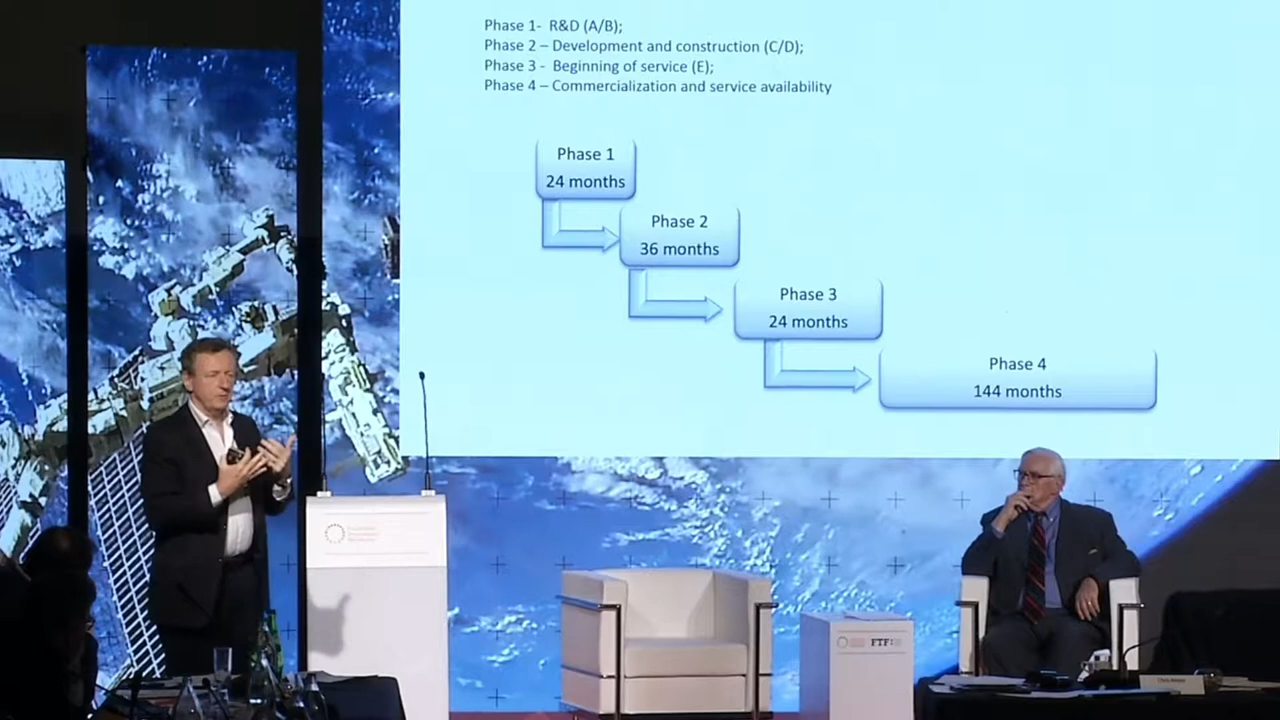 Phase 1- R&D (A/B);
Phase 2 – Development and construction (C/D);
Phase 3 - Beginning of service (E);
Phase 4 – Commercialization and service availability
Phase 1
24 months
Phase 2
36 months
Phase 3
24 months
Phase 4
144 months
FTF: